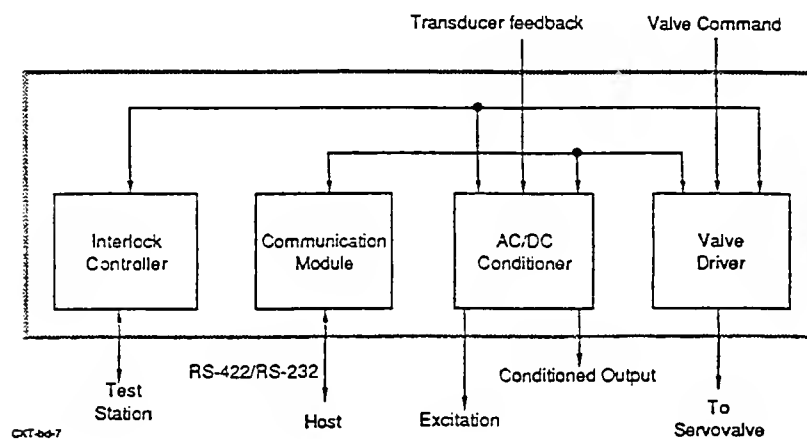 Transducer feedback
Valve Command
Interlock
Controller
Communication
Module
AC/DC
Conditioner
Valve
Driver
Test
Station
RS-422/RS-232
Host
Excitation
Conditioned Output
To
Servovalve
CXT-bd-7